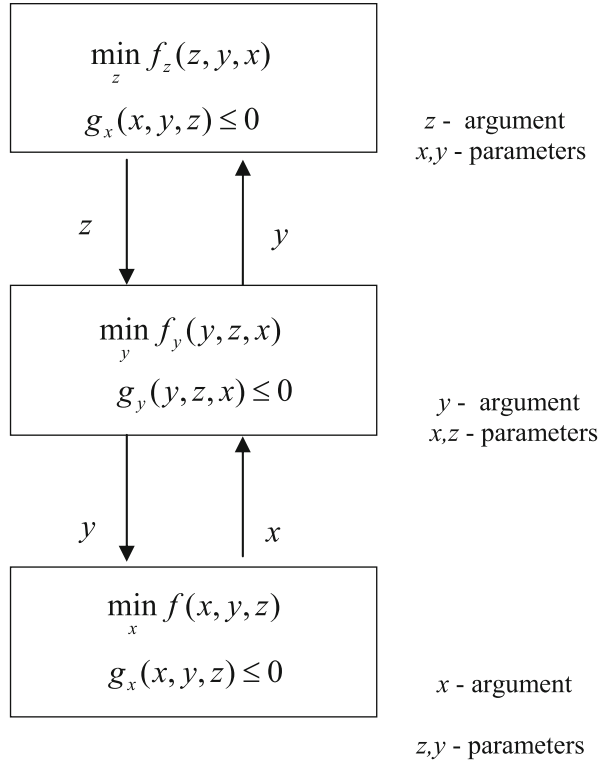 min f_z(z, y, x)
z
g_x(x, y, z) ≤ 0
z - argument
x,y - parameters
z
y
min f_y(y, z, x)
y
g_y(y, z, x) ≤ 0
y - argument
x,z - parameters
y
x
min f(x, y, z)
x
g_x(x, y, z) ≤ 0
x - argument
z,y - parameters